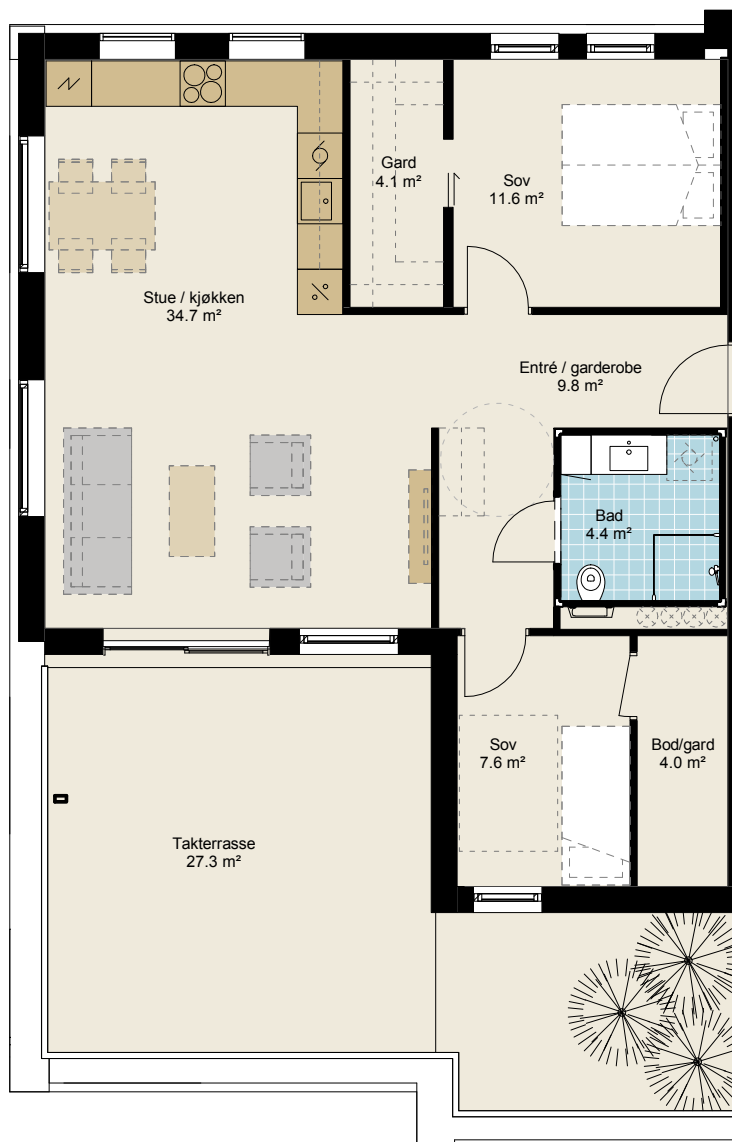 Gard
4.1 m²
Sov
11.6 m²
Stue / kjøkken
34.7 m²
Entré / garderobe
9.8 m²
Bad
4.4 m²
Sov
7.6 m²
Bod/gard
4.0 m²
Takterrasse
27.3 m²